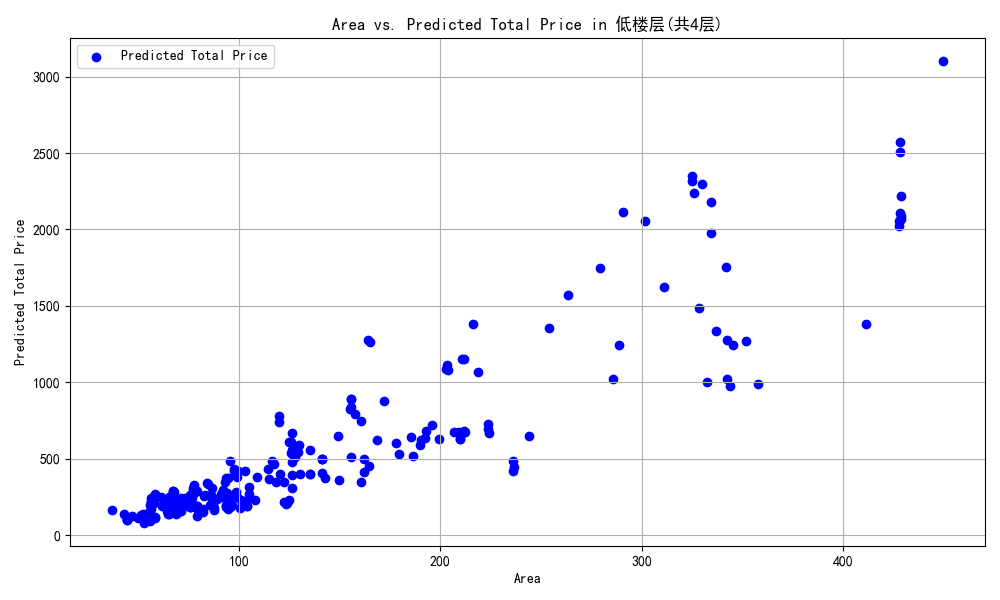 Area vs. Predicted Total Price in 低楼层(共4层)
Predicted Total Price
Predicted Total Price
3000
2500
2000
1500
1000
500
0
100 200 300 400
Area